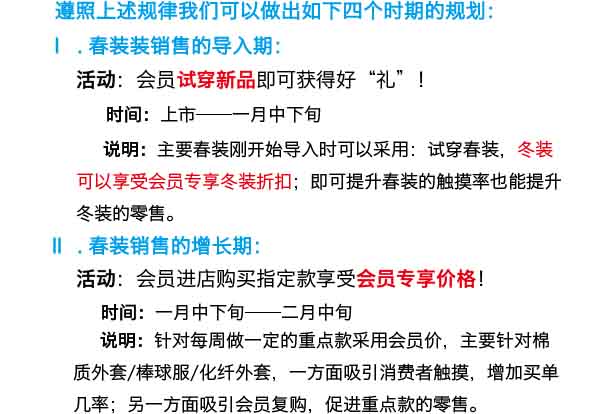 遵照上述规律我们可以做出如下四个时期的规划：
Ⅰ．春装装销售的导入期：
活动：会员试穿新品即可获得好“礼”！
时间：上市——一月中下旬
说明：主要春装刚开始导入时可以采用：试穿春装，冬装
可以享受会员专享冬装折扣；即可提升春装的触摸率也能提升
冬装的零售。
Ⅱ．春装销售的增长期：
活动：会员进店购买指定款享受会员专享价格！
时间：一月中下旬——二月中旬
说明：针对每周做一定的重点款采用会员价，主要针对棉
质外套/棒球服/化纤外套，一方面吸引消费者触摸，增加买单
几率；另一方面吸引会员复购，促进重点款的零售。